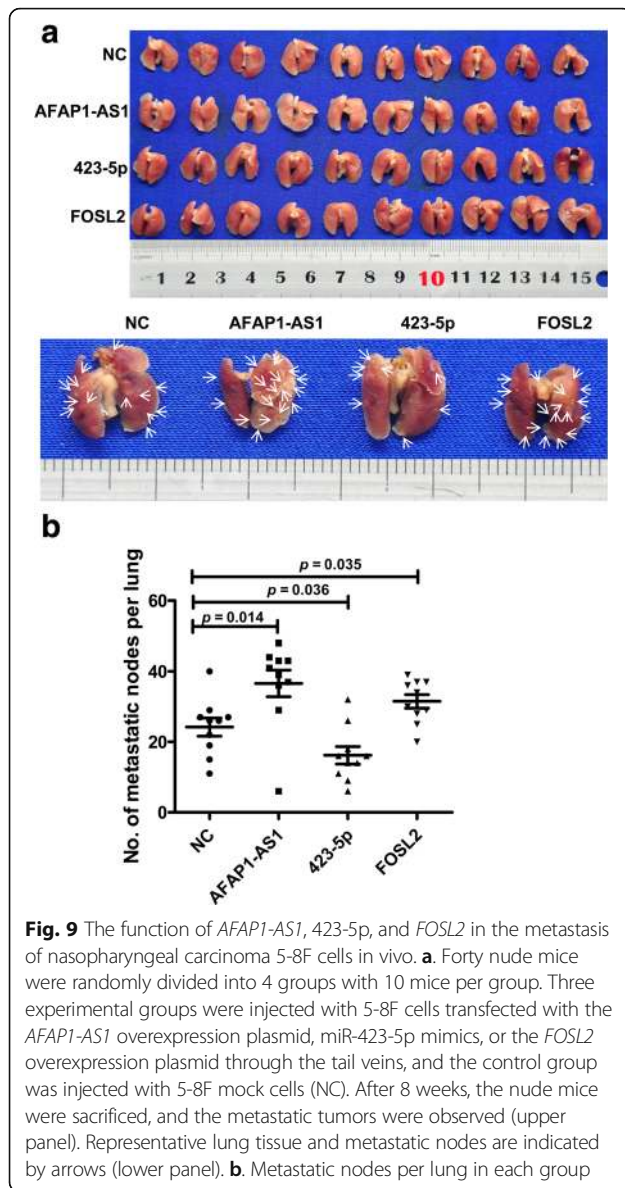 a
NC
AFAP1-AS1
423-5p
FOSL2
1 2 3 4 5 6 7 8 9 10 11 12 13 14 15
NC AFAP1-AS1 423-5p FOSL2
b
p = 0.035
p = 0.036
p = 0.014
No. of metastatic nodes per lung
60
40
20
0
NC
AFAP1-AS1
423-5p
FOSL2
Fig. 9 The function of AFAP1-AS1, 423-5p, and FOSL2 in the metastasis
of nasopharyngeal carcinoma 5-8F cells in vivo. a. Forty nude mice
were randomly divided into 4 groups with 10 mice per group. Three
experimental groups were injected with 5-8F cells transfected with the
AFAP1-AS1 overexpression plasmid, miR-423-5p mimics, or the FOSL2
overexpression plasmid through the tail veins, and the control group
was injected with 5-8F mock cells (NC). After 8 weeks, the nude mice
were sacrificed, and the metastatic tumors were observed (upper
panel). Representative lung tissue and metastatic nodes are indicated
by arrows (lower panel). b. Metastatic nodes per lung in each group